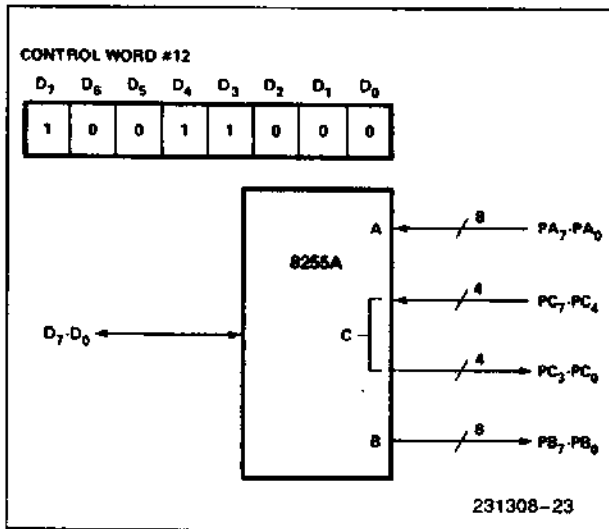 CONTROL WORD #12
D₇ D₆ D₅ D₄ D₃ D₂ D₁ D₀
1 0 0 1 1 0 0 0
A 8 PA₇-PA₀
8255A
4 PC₇-PC₄
D₇-D₀ C
4 PC₃-PC₀
B 8 PB₇-PB₀
231308-23